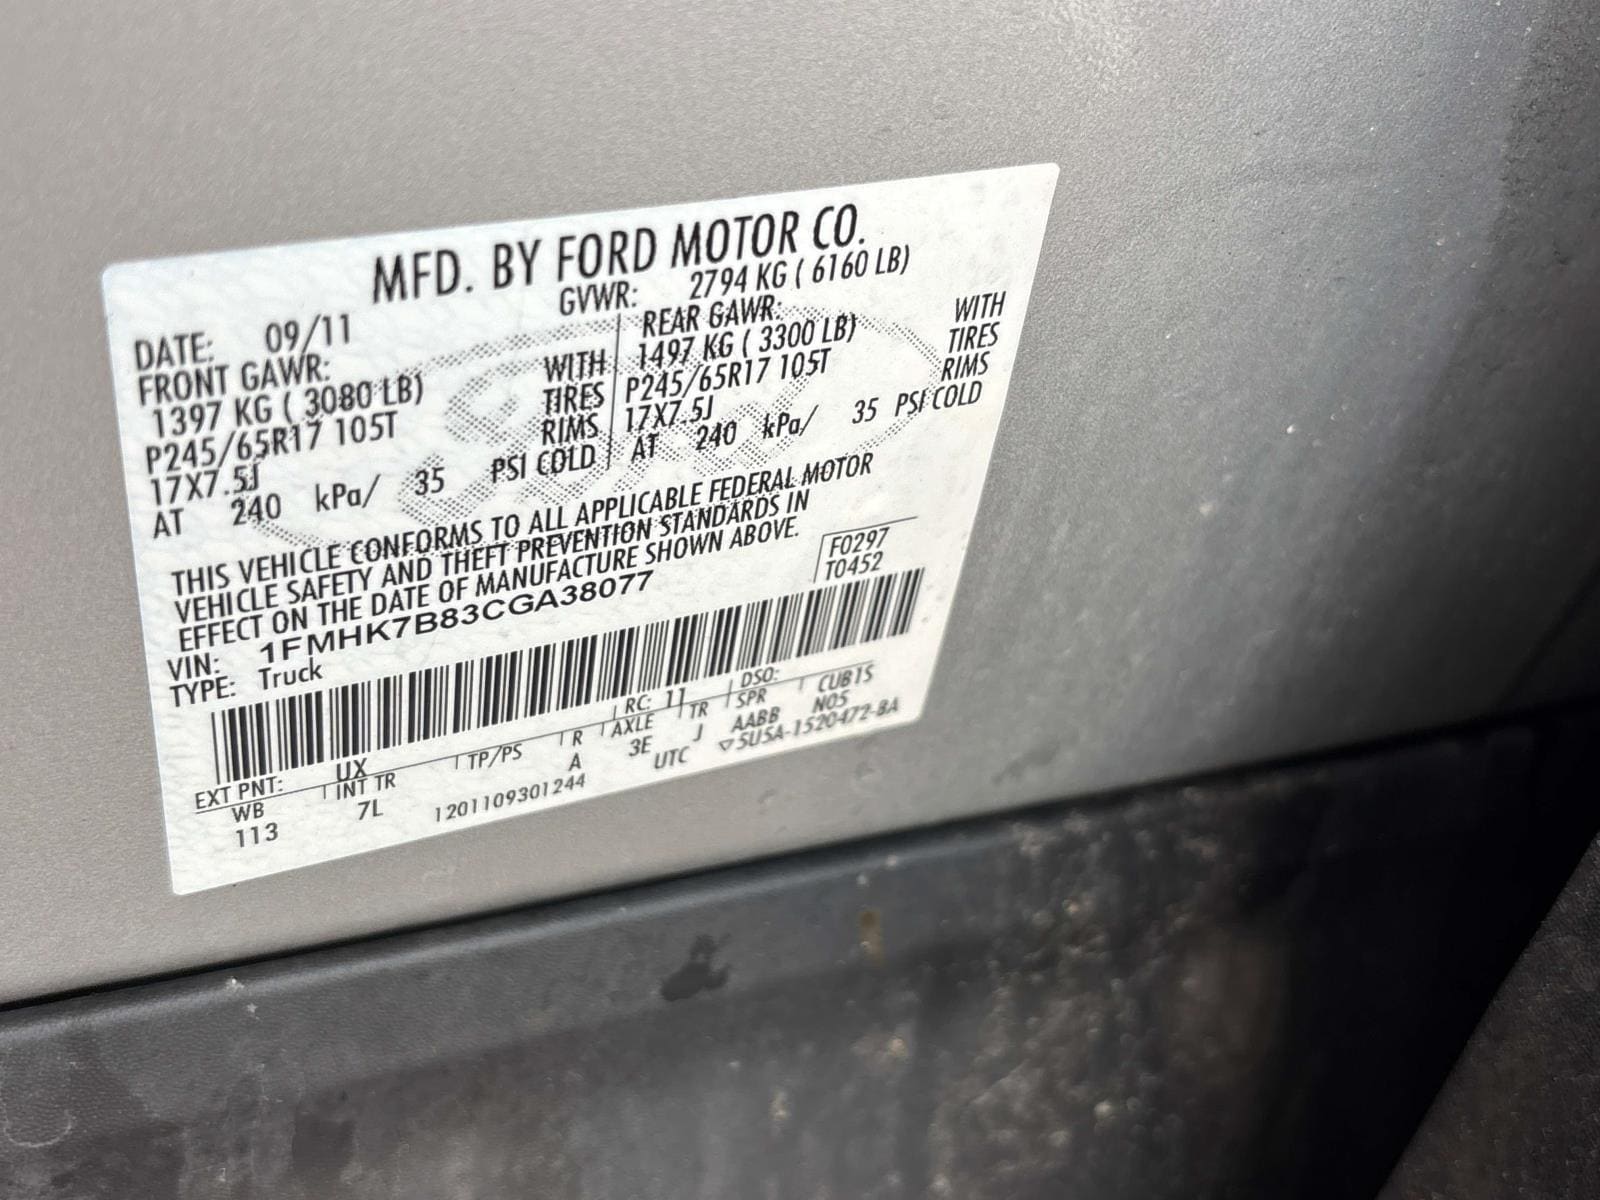 MFD. BY FORD MOTOR CO.
DATE: 09/11 GVWR: 2794 KG ( 6160 LB)
FRONT GAWR: REAR GAWR:
1397 KG ( 3080 LB) WITH 1497 KG ( 3300 LB) WITH
P245/65R17 105T TIRES P245/65R17 105T TIRES
17X7.5J RIMS 17X7.5J RIMS
AT 240 kPa/ 35 PSI COLD AT 240 kPa/ 35 PSI COLD
THIS VEHICLE CONFORMS TO ALL APPLICABLE FEDERAL MOTOR
VEHICLE SAFETY AND THEFT PREVENTION STANDARDS IN
EFFECT ON THE DATE OF MANUFACTURE SHOWN ABOVE.
F0297
T0452
VIN: 1FMHK7B83CGA38077
TYPE: Truck
EXT PNT: UX RC: 11 DSO:
WB INT TR TP/PS R AXLE TR SPR CUB15
113 7L A 3E J AABB N05
1201109301244 UTC ▽5U5A-1520472-BA